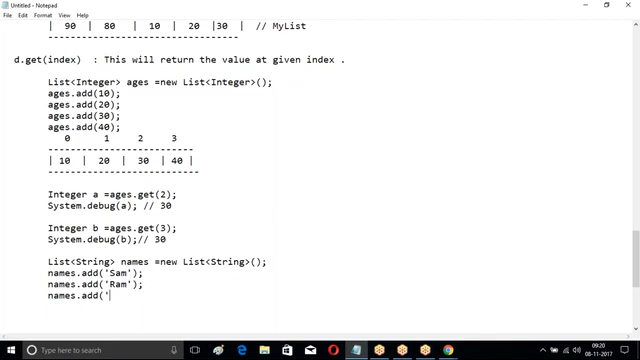 Untitled - Notepad
File Edit Format View Help
| 90 | 80 | 10 | 20 |30 | // MyList
----------------------------------
d.get(index) : This will return the value at given index .
List<Integer> ages =new List<Integer>();
ages.add(10);
ages.add(20);
ages.add(30);
ages.add(40);
0 1 2 3
--------------------------
| 10 | 20 | 30 | 40 |
---------------------------
Integer a =ages.get(2);
System.debug(a); // 30
Integer b =ages.get(3);
System.debug(b);// 30
List<String> names =new List<String>();
names.add('Sam');
names.add('Ram');
names.add('
Type here to search
09:20
08-11-2017